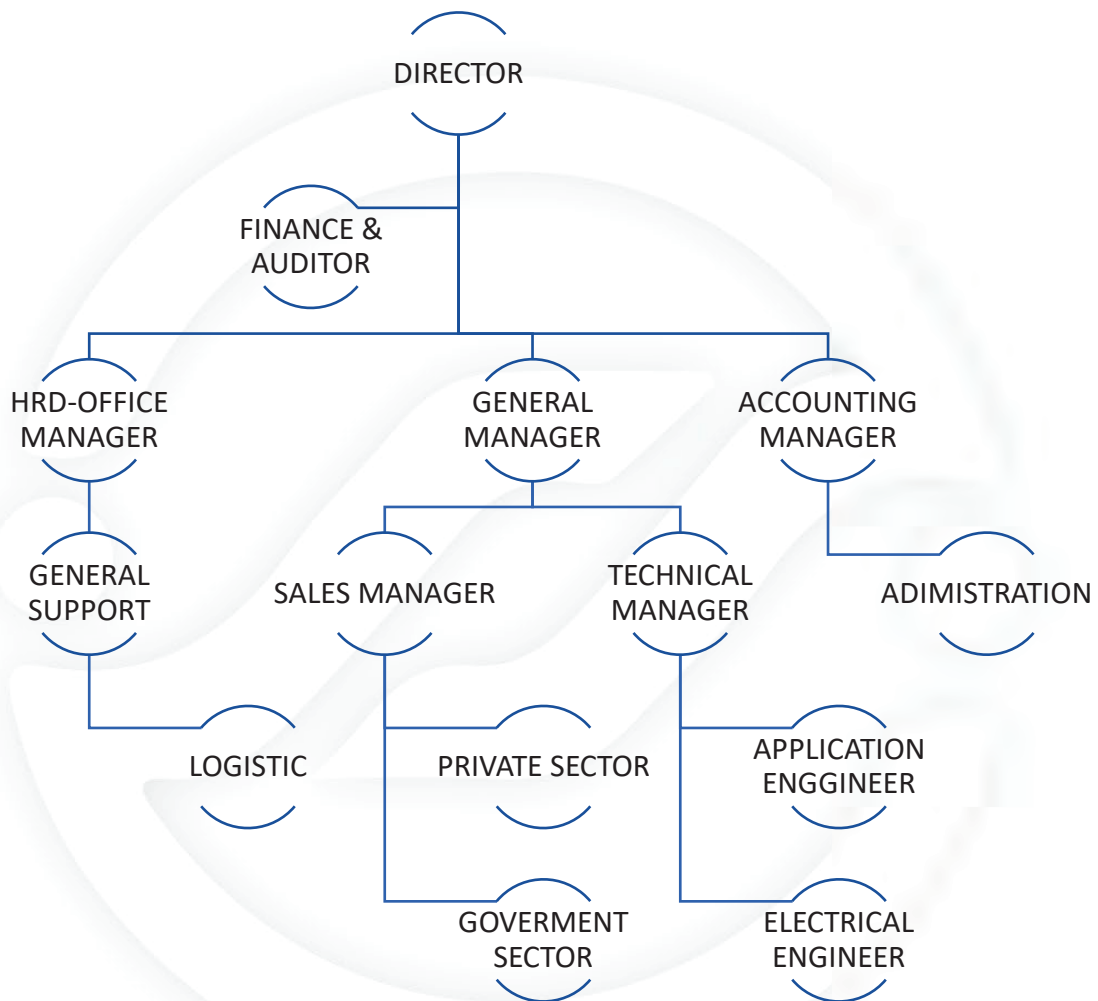 DIRECTOR
FINANCE &
AUDITOR
HRD-OFFICE
MANAGER
GENERAL
MANAGER
ACCOUNTING
MANAGER
GENERAL
SUPPORT
SALES MANAGER
TECHNICAL
MANAGER
ADIMISTRATION
LOGISTIC
PRIVATE SECTOR
APPLICATION
ENGGINEER
GOVERMENT
SECTOR
ELECTRICAL
ENGINEER